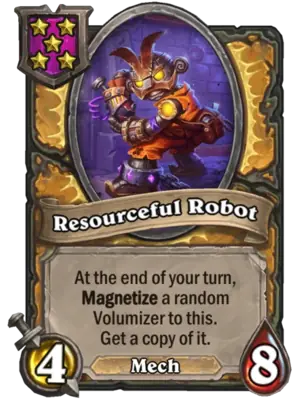 Resourceful Robot
At the end of your turn,
Magnetize a random
Volumizer to this.
Get a copy of it.
Mech
4
8